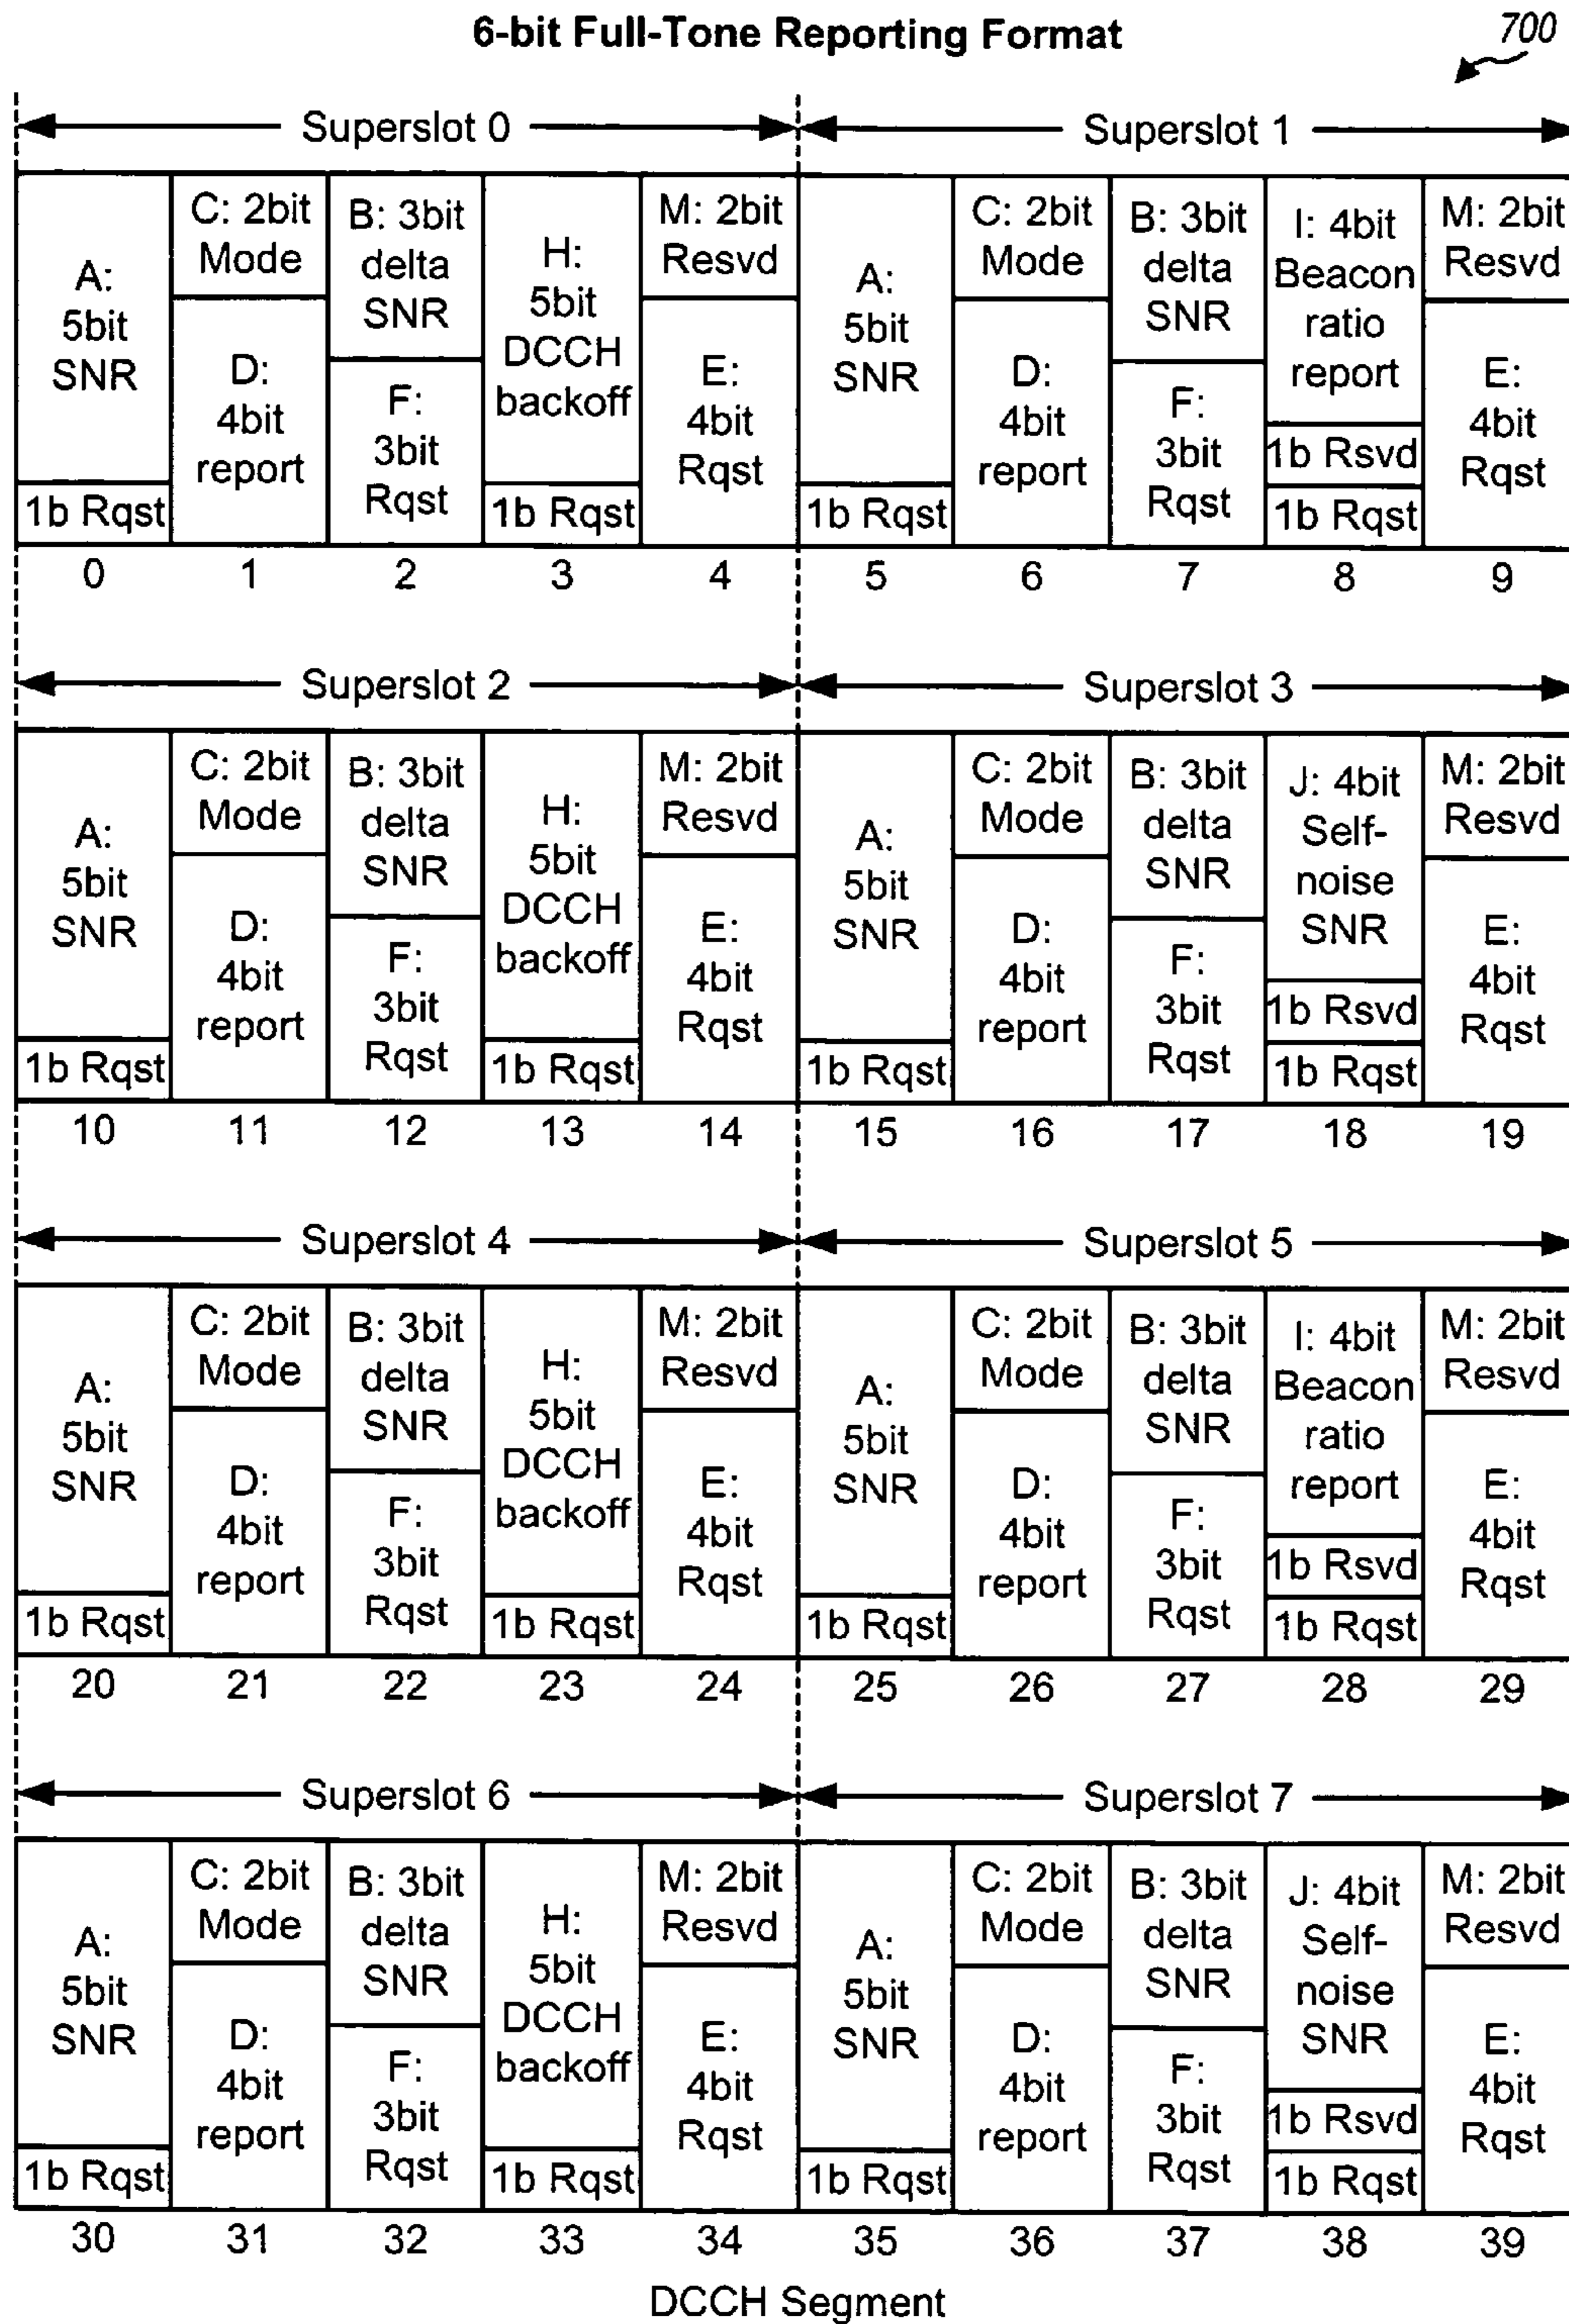 6-bit Full-Tone Reporting Format
700
Superslot 0
Superslot 1
A:
5bit
SNR
1b Rqst
C: 2bit
Mode
D:
4bit
report
B: 3bit
delta
SNR
F:
3bit
Rqst
H:
5bit
DCCH
backoff
1b Rqst
M: 2bit
Resvd
E:
4bit
Rqst
A:
5bit
SNR
1b Rqst
C: 2bit
Mode
D:
4bit
report
B: 3bit
delta
SNR
F:
3bit
Rqst
I: 4bit
Beacon
ratio
report
1b Rsvd
1b Rqst
M: 2bit
Resvd
E:
4bit
Rqst
0 1 2 3 4 5 6 7 8 9
Superslot 2
Superslot 3
A:
5bit
SNR
1b Rqst
C: 2bit
Mode
D:
4bit
report
B: 3bit
delta
SNR
F:
3bit
Rqst
H:
5bit
DCCH
backoff
1b Rqst
M: 2bit
Resvd
E:
4bit
Rqst
A:
5bit
SNR
1b Rqst
C: 2bit
Mode
D:
4bit
report
B: 3bit
delta
SNR
F:
3bit
Rqst
J: 4bit
Self-
noise
SNR
1b Rsvd
1b Rqst
M: 2bit
Resvd
E:
4bit
Rqst
10 11 12 13 14 15 16 17 18 19
Superslot 4
Superslot 5
A:
5bit
SNR
1b Rqst
C: 2bit
Mode
D:
4bit
report
B: 3bit
delta
SNR
F:
3bit
Rqst
H:
5bit
DCCH
backoff
1b Rqst
M: 2bit
Resvd
E:
4bit
Rqst
A:
5bit
SNR
1b Rqst
C: 2bit
Mode
D:
4bit
report
B: 3bit
delta
SNR
F:
3bit
Rqst
I: 4bit
Beacon
ratio
report
1b Rsvd
1b Rqst
M: 2bit
Resvd
E:
4bit
Rqst
20 21 22 23 24 25 26 27 28 29
Superslot 6
Superslot 7
A:
5bit
SNR
1b Rqst
C: 2bit
Mode
D:
4bit
report
B: 3bit
delta
SNR
F:
3bit
Rqst
H:
5bit
DCCH
backoff
1b Rqst
M: 2bit
Resvd
E:
4bit
Rqst
A:
5bit
SNR
1b Rqst
C: 2bit
Mode
D:
4bit
report
B: 3bit
delta
SNR
F:
3bit
Rqst
J: 4bit
Self-
noise
SNR
1b Rsvd
1b Rqst
M: 2bit
Resvd
E:
4bit
Rqst
30 31 32 33 34 35 36 37 38 39
DCCH Segment